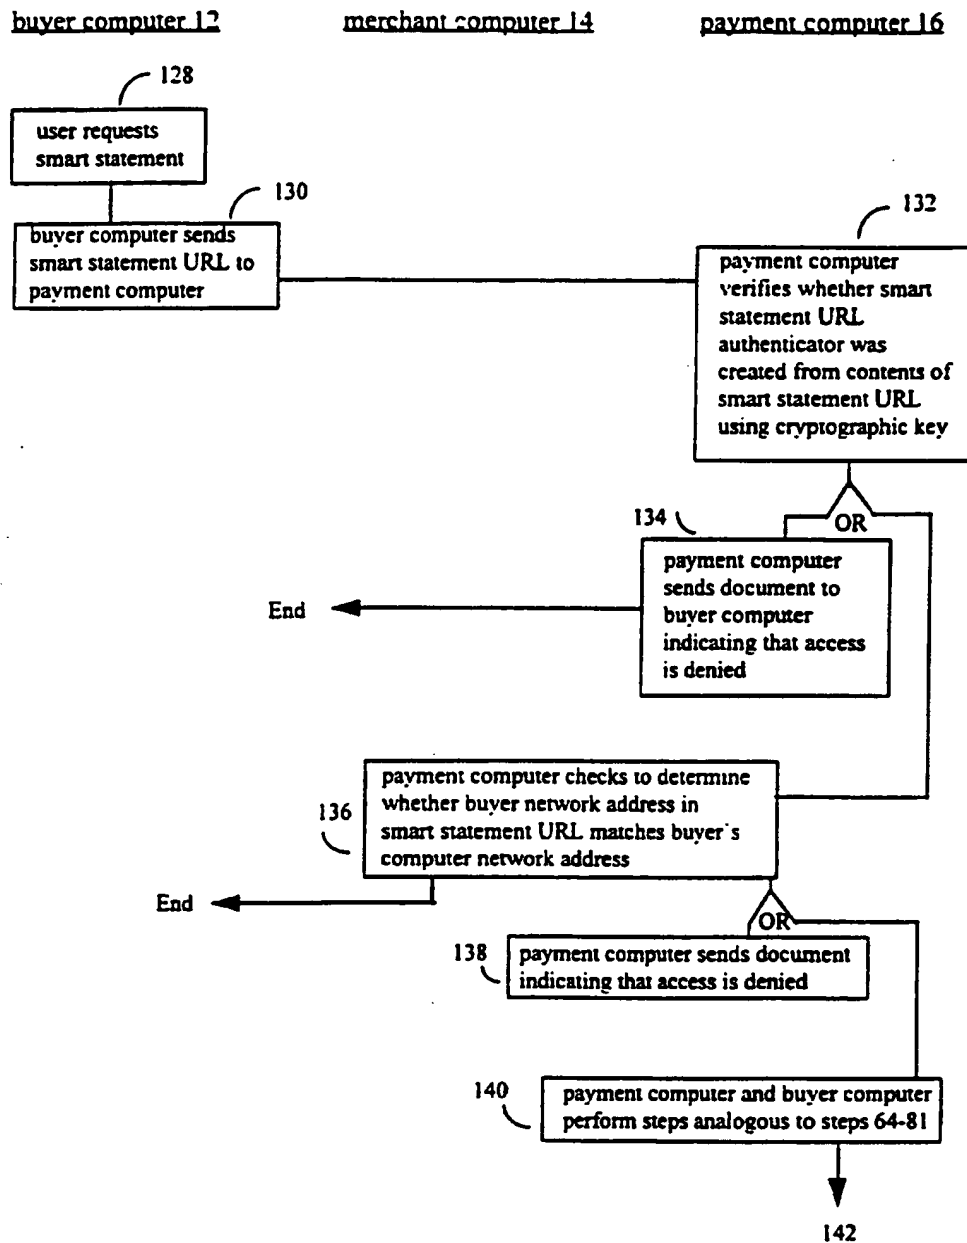 buyer computer 12
merchant computer 14
payment computer 16
128
user requests
smart statement
130
buyer computer sends
smart statement URL to
payment computer
132
payment computer
verifies whether smart
statement URL
authenticator was
created from contents of
smart statement URL
using cryptographic key
OR
134
payment computer
sends document to
buyer computer
indicating that access
is denied
End
136
payment computer checks to determine
whether buyer network address in
smart statement URL matches buyer's
computer network address
End
OR
138
payment computer sends document
indicating that access is denied
140
payment computer and buyer computer
perform steps analogous to steps 64-81
142